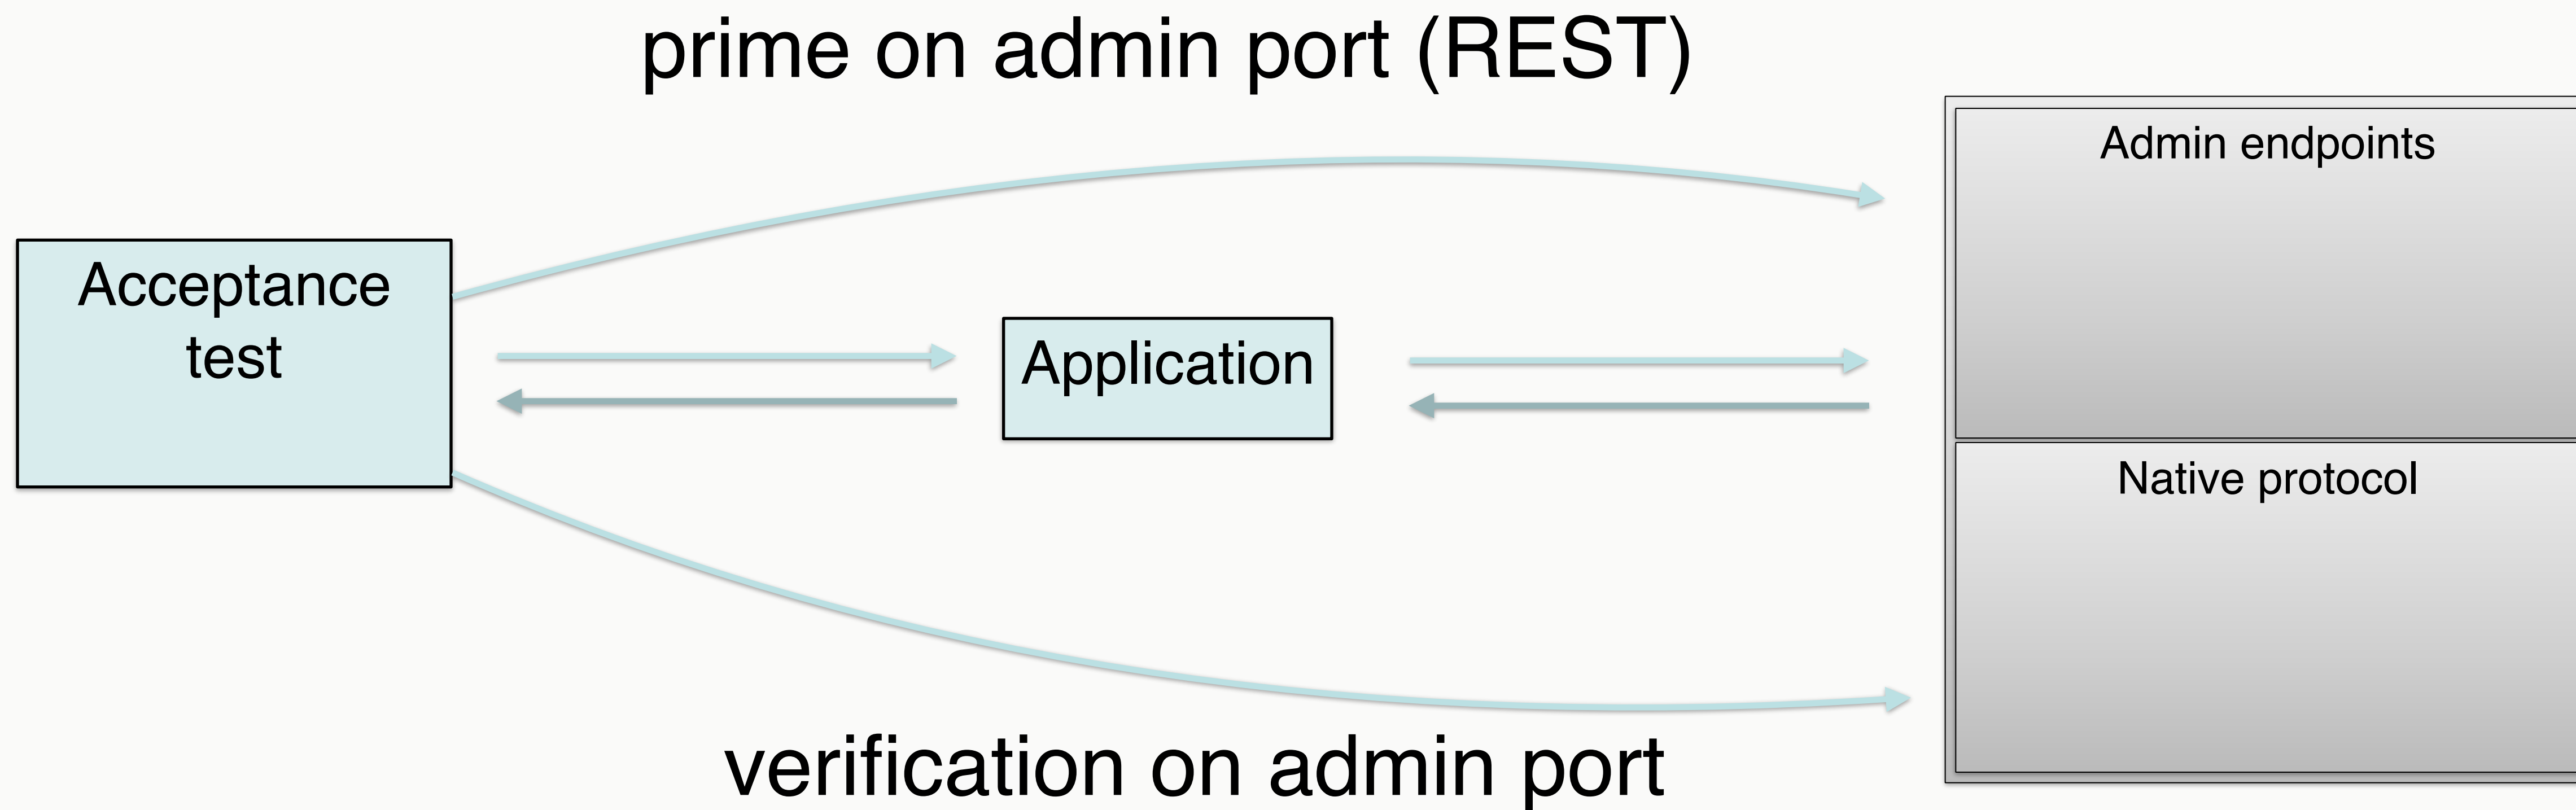 prime on admin port (REST)
Admin endpoints
Acceptance
test
Application
Native protocol
verification on admin port